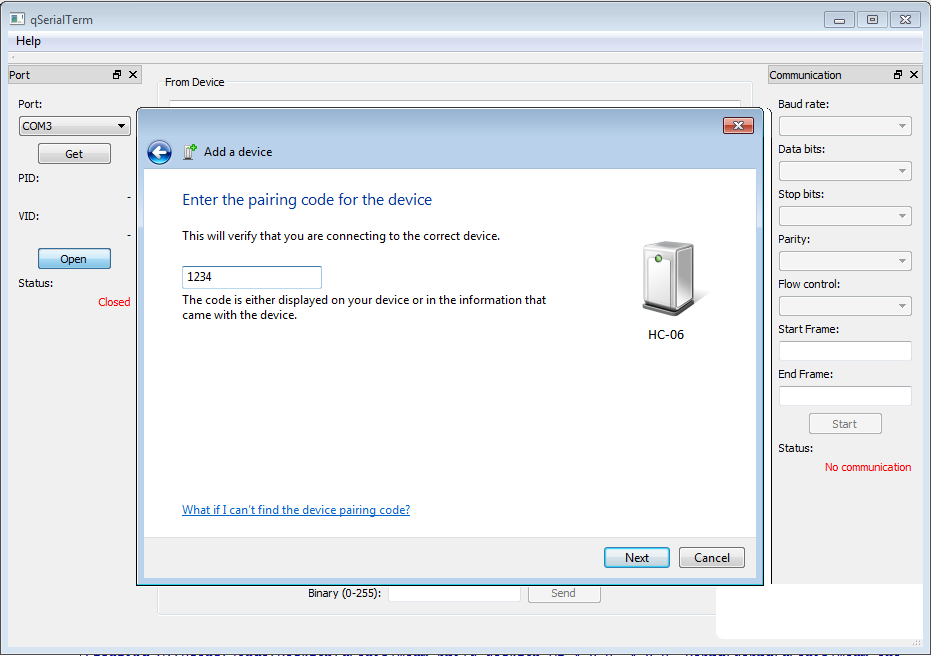 qSerialTerm
Help
Port
Port:
COM3
Get
PID:
-
VID:
-
Open
Status:
Closed
From Device
Add a device
Enter the pairing code for the device
This will verify that you are connecting to the correct device.
1234
The code is either displayed on your device or in the information that
came with the device.
HC-06
What if I can't find the device pairing code?
Next
Cancel
Binary (0-255):
Send
Communication
Baud rate:
Data bits:
Stop bits:
Parity:
Flow control:
Start Frame:
End Frame:
Start
Status:
No communication